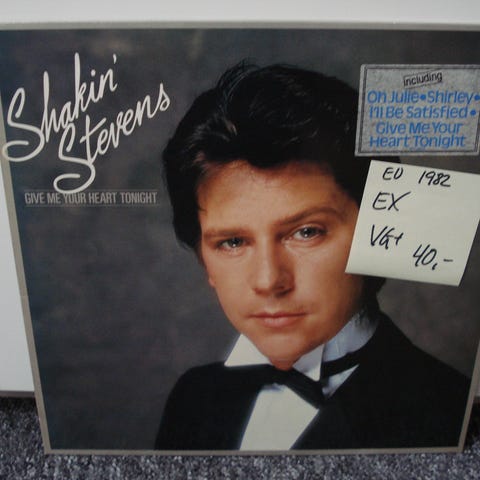 Shakin'
Stevens
GIVE ME YOUR HEART TONIGHT
including
Oh Julie•Shirley•
I'll Be Satisfied•
Give Me Your
Heart Tonight
EU 1982
EX
VG+ 40,-